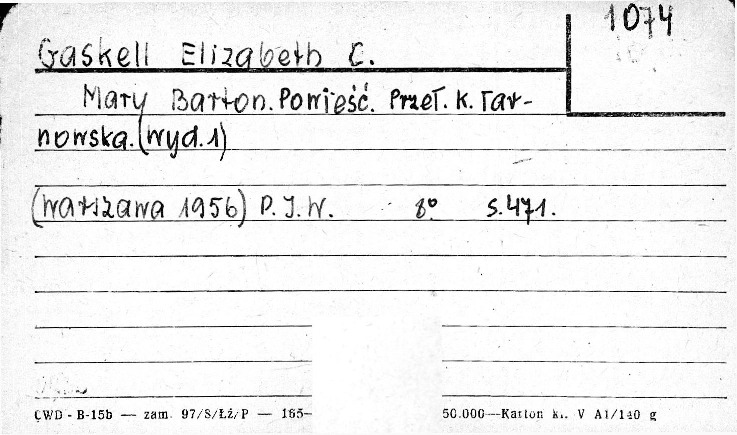 1074
Gaskell Elizabeth C.
Mary Barton. Powieść. Przeł. K. Tar-
nowska. (Wyd. 1)
(Warszawa 1956) P.I.W. 8° s. 471.
CWD - B-15b — zam. 97/S/Łź/P — 165— 50.000—Karton kl. V A1/140 g